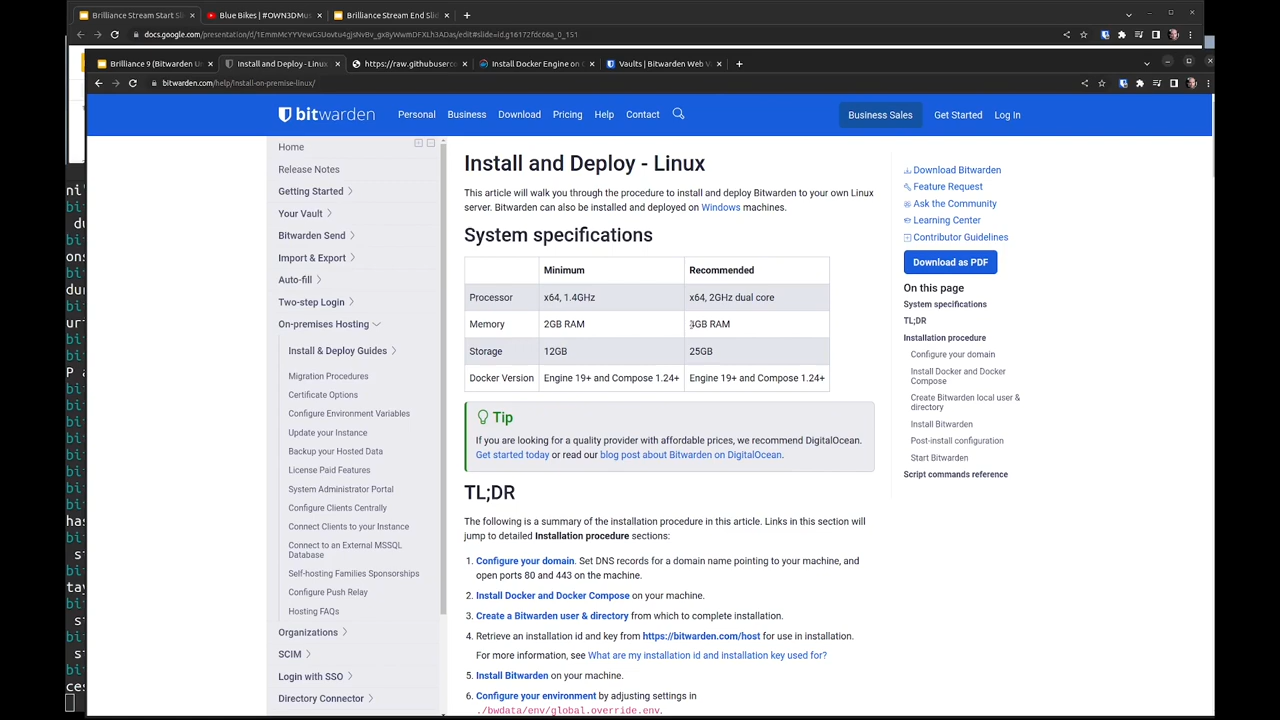 Brilliance Stream Start Slid
Blue Bikes | #OWN3DMus
Brilliance Stream End Slid
docs.google.com/presentation/d/
Brilliance 9 (Bitwarden Un
Install and Deploy - Linux
https://raw.githubuserco
Install Docker Engine on
Vaults | Bitwarden Web V
bitwarden.com/help/install-on-premise-linux/
bitwarden
Personal
Business
Download
Pricing
Help
Contact
Business Sales
Get Started
Log In
Home
Release Notes
Getting Started
Your Vault
Bitwarden Send
Import & Export
Auto-fill
Two-step Login
On-premises Hosting
Install & Deploy Guides
Migration Procedures
Certificate Options
Configure Environment Variables
Update your Instance
Backup your Hosted Data
License Paid Features
System Administrator Portal
Configure Clients Centrally
Connect Clients to your Instance
Connect to an External MSSQL
Database
Self-hosting Families Sponsorships
Configure Push Relay
Hosting FAQs
Organizations
SCIM
Login with SSO
Directory Connector
Install and Deploy - Linux
This article will walk you through the procedure to install and deploy Bitwarden to your own Linux
server. Bitwarden can also be installed and deployed on Windows machines.
System specifications
Minimum Recommended
Processor x64, 1.4GHz x64, 2GHz dual core
Memory 2GB RAM 4GB RAM
Storage 12GB 25GB
Docker Version Engine 19+ and Compose 1.24+ Engine 19+ and Compose 1.24+
Tip
If you are looking for a quality provider with affordable prices, we recommend DigitalOcean.
Get started today or read our blog post about Bitwarden on DigitalOcean.
TL;DR
The following is a summary of the installation procedure in this article. Links in this section will
jump to detailed Installation procedure sections:
1. Configure your domain. Set DNS records for a domain name pointing to your machine, and
open ports 80 and 443 on the machine.
2. Install Docker and Docker Compose on your machine.
3. Create a Bitwarden user & directory from which to complete installation.
4. Retrieve an installation id and key from https://bitwarden.com/host for use in installation.
For more information, see What are my installation id and installation key used for?
5. Install Bitwarden on your machine.
6. Configure your environment by adjusting settings in
./bwdata/env/global.override.env.
Download Bitwarden
Feature Request
Ask the Community
Learning Center
Contributor Guidelines
Download as PDF
On this page
System specifications
TL;DR
Installation procedure
Configure your domain
Install Docker and Docker
Compose
Create Bitwarden local user &
directory
Install Bitwarden
Post-install configuration
Start Bitwarden
Script commands reference